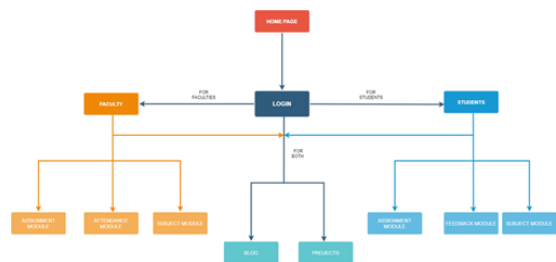 HOME PAGE
FOR
FACULTIES
FOR
STUDENTS
FACULTY
LOGIN
STUDENTS
FOR
BOTH
ASSIGNMENT
MODULE
ATTENDANCE
MODULE
SUBJECT MODULE
ASSIGNMENT
MODULE
FEEDBACK MODULE
SUBJECT MODULE
BLOG
PROJECTS